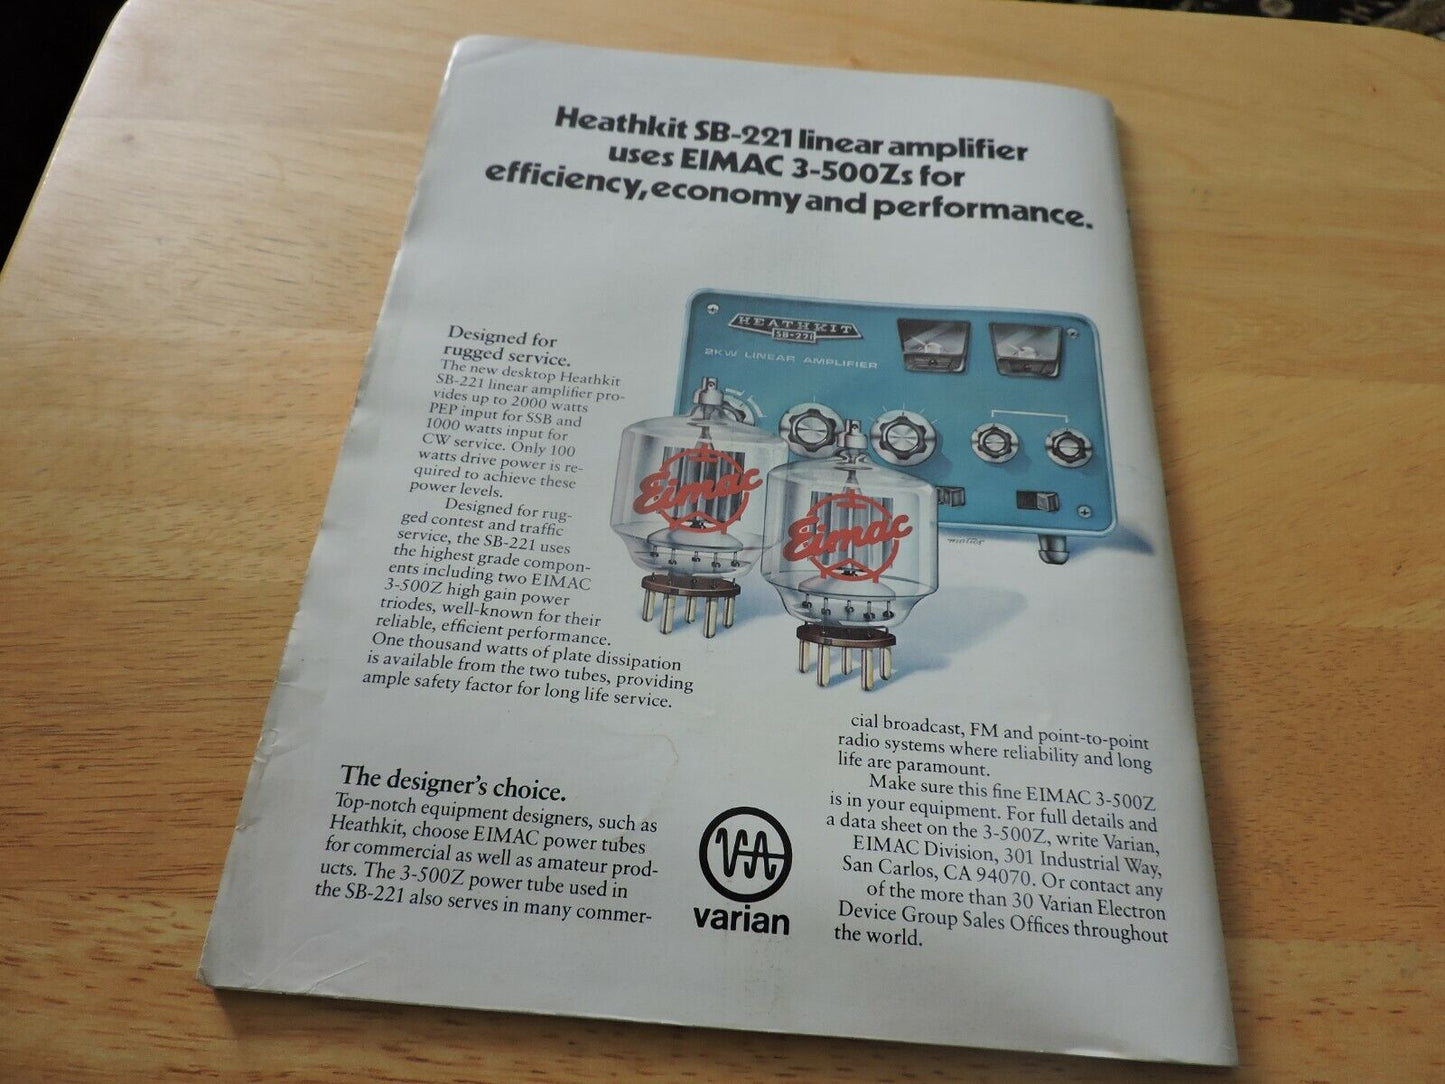 Heathkit SB-221 linear amplifier
uses EIMAC 3-500Zs for
efficiency, economy and performance.
HEATHKIT
SB-221
2KW LINEAR AMPLIFIER
Eimac
Eimac
Designed for
rugged service.
The new desktop Heathkit
SB-221 linear amplifier pro-
vides up to 2000 watts
PEP input for SSB and
1000 watts input for
CW service. Only 100
watts drive power is re-
quired to achieve these
power levels.
Designed for rug-
ged contest and traffic
service, the SB-221 uses
the highest grade compon-
ents including two EIMAC
3-500Z high gain power
triodes, well-known for their
reliable, efficient performance.
One thousand watts of plate dissipation
is available from the two tubes, providing
ample safety factor for long life service.
The designer's choice.
Top-notch equipment designers, such as
Heathkit, choose EIMAC power tubes
for commercial as well as amateur prod-
ucts. The 3-500Z power tube used in
the SB-221 also serves in many commer-
varian
cial broadcast, FM and point-to-point
radio systems where reliability and long
life are paramount.
Make sure this fine EIMAC 3-500Z
is in your equipment. For full details and
a data sheet on the 3-500Z, write Varian,
EIMAC Division, 301 Industrial Way,
San Carlos, CA 94070. Or contact any
of the more than 30 Varian Electron
Device Group Sales Offices throughout
the world.